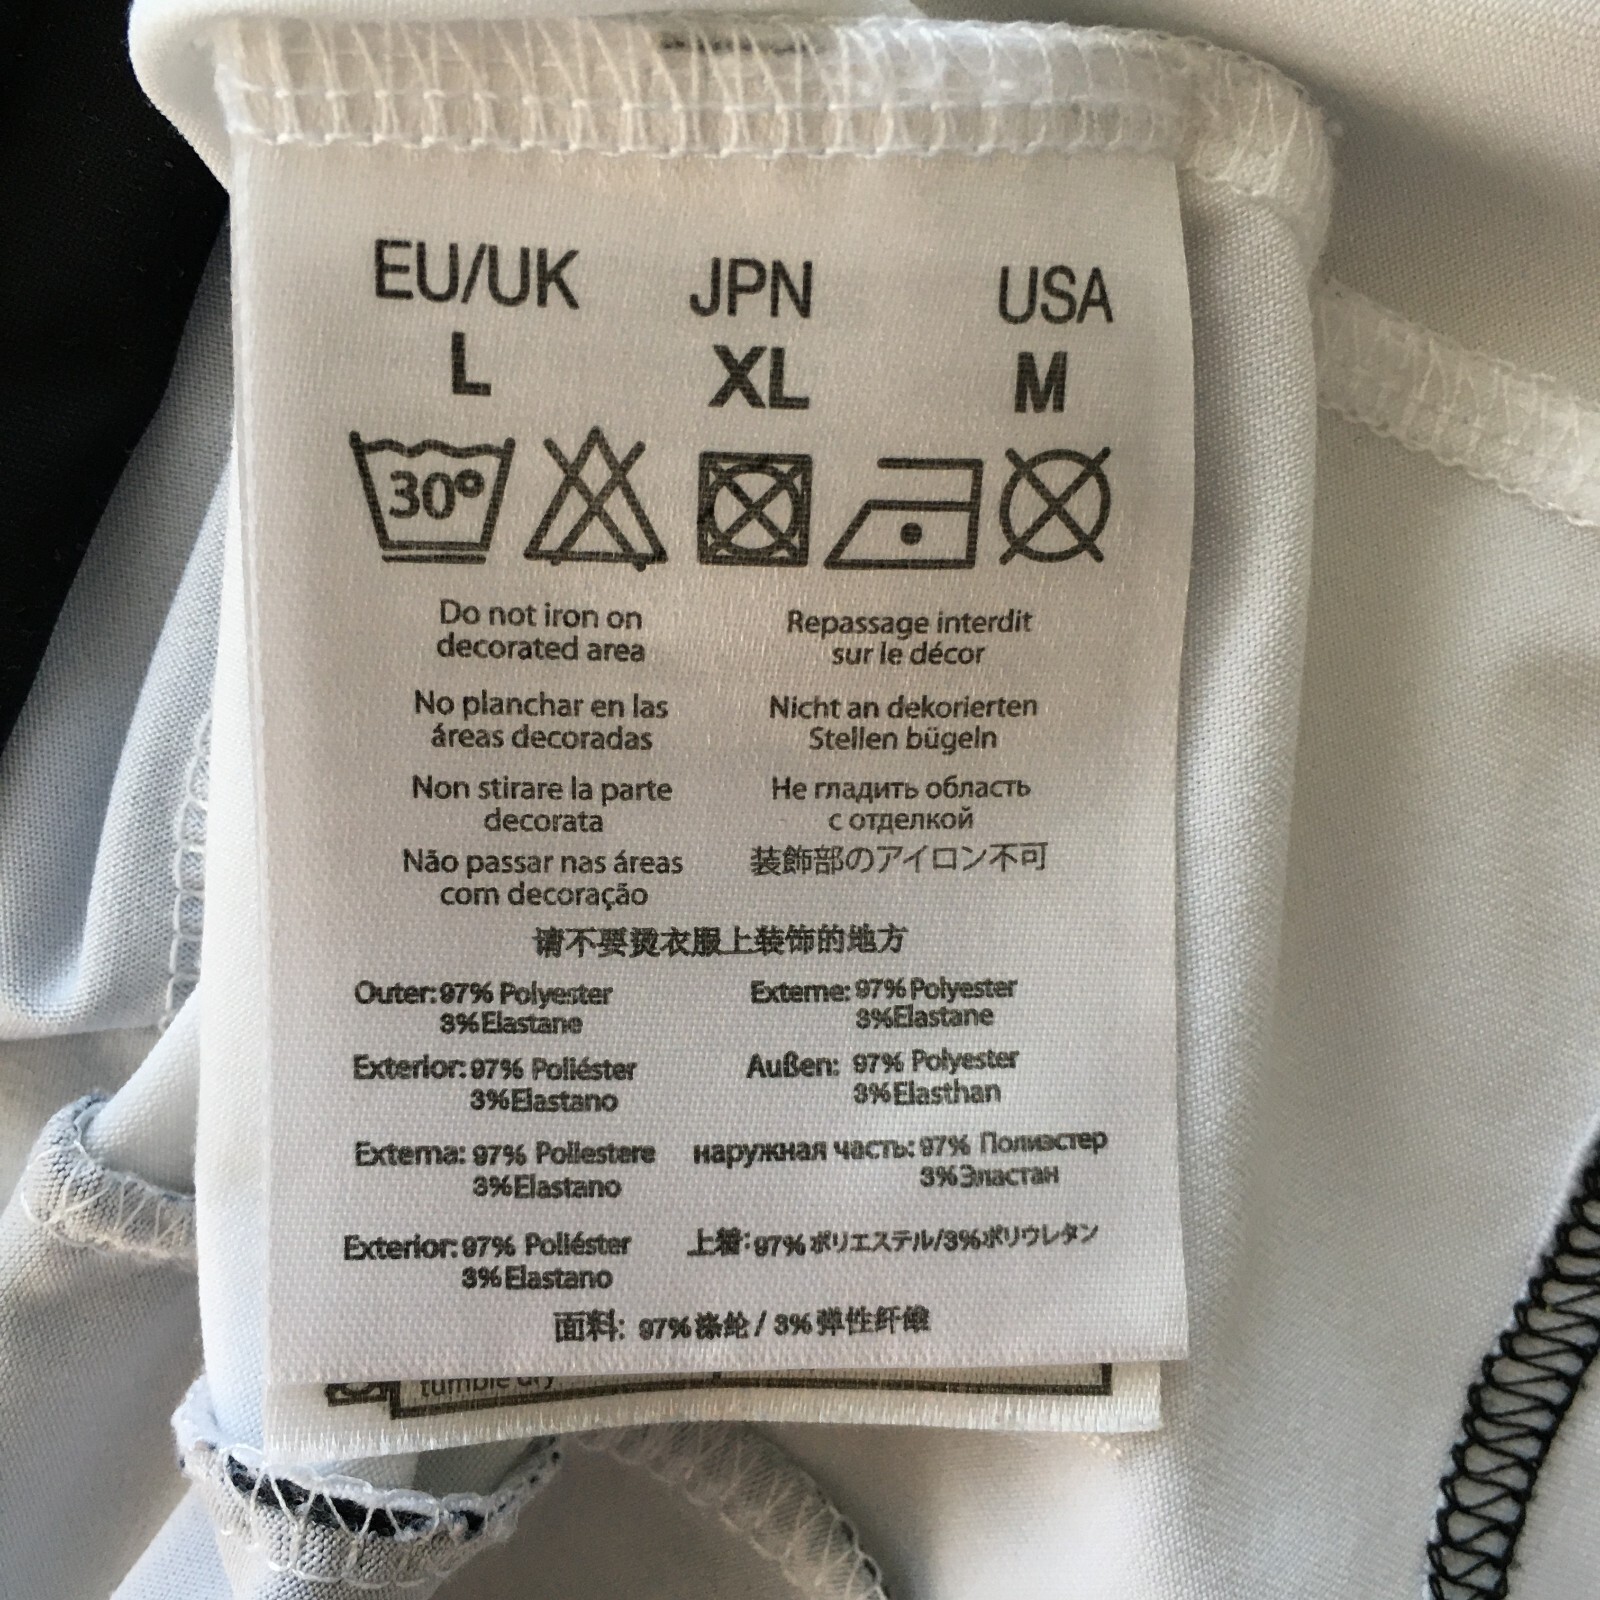 EU/UK JPN USA
L XL M
30°
Do not iron on
decorated area
Repassage interdit
sur le décor
No planchar en las
áreas decoradas
Nicht an dekorierten
Stellen bügeln
Non stirare la parte
decorata
Не гладить область
с отделкой
Não passar nas áreas
com decoração
装飾部のアイロン不可
请不要烫衣服上装饰的地方
Outer:97% Polyester
3%Elastane
Externe:97% Polyester
3%Elastane
Exterior:97% Poliéster
3%Elastano
Außen: 97% Polyester
3%Elasthan
Externa: 97% Poliestere
3%Elastano
наружная часть: 97% Полиэстер
3%Эластан
Exterior:97% Poliéster
3%Elastano
上着:97%ポリエステル/3%ポリウレタン
面料: 97%涤纶 / 3%弹性纤维
tumble dry